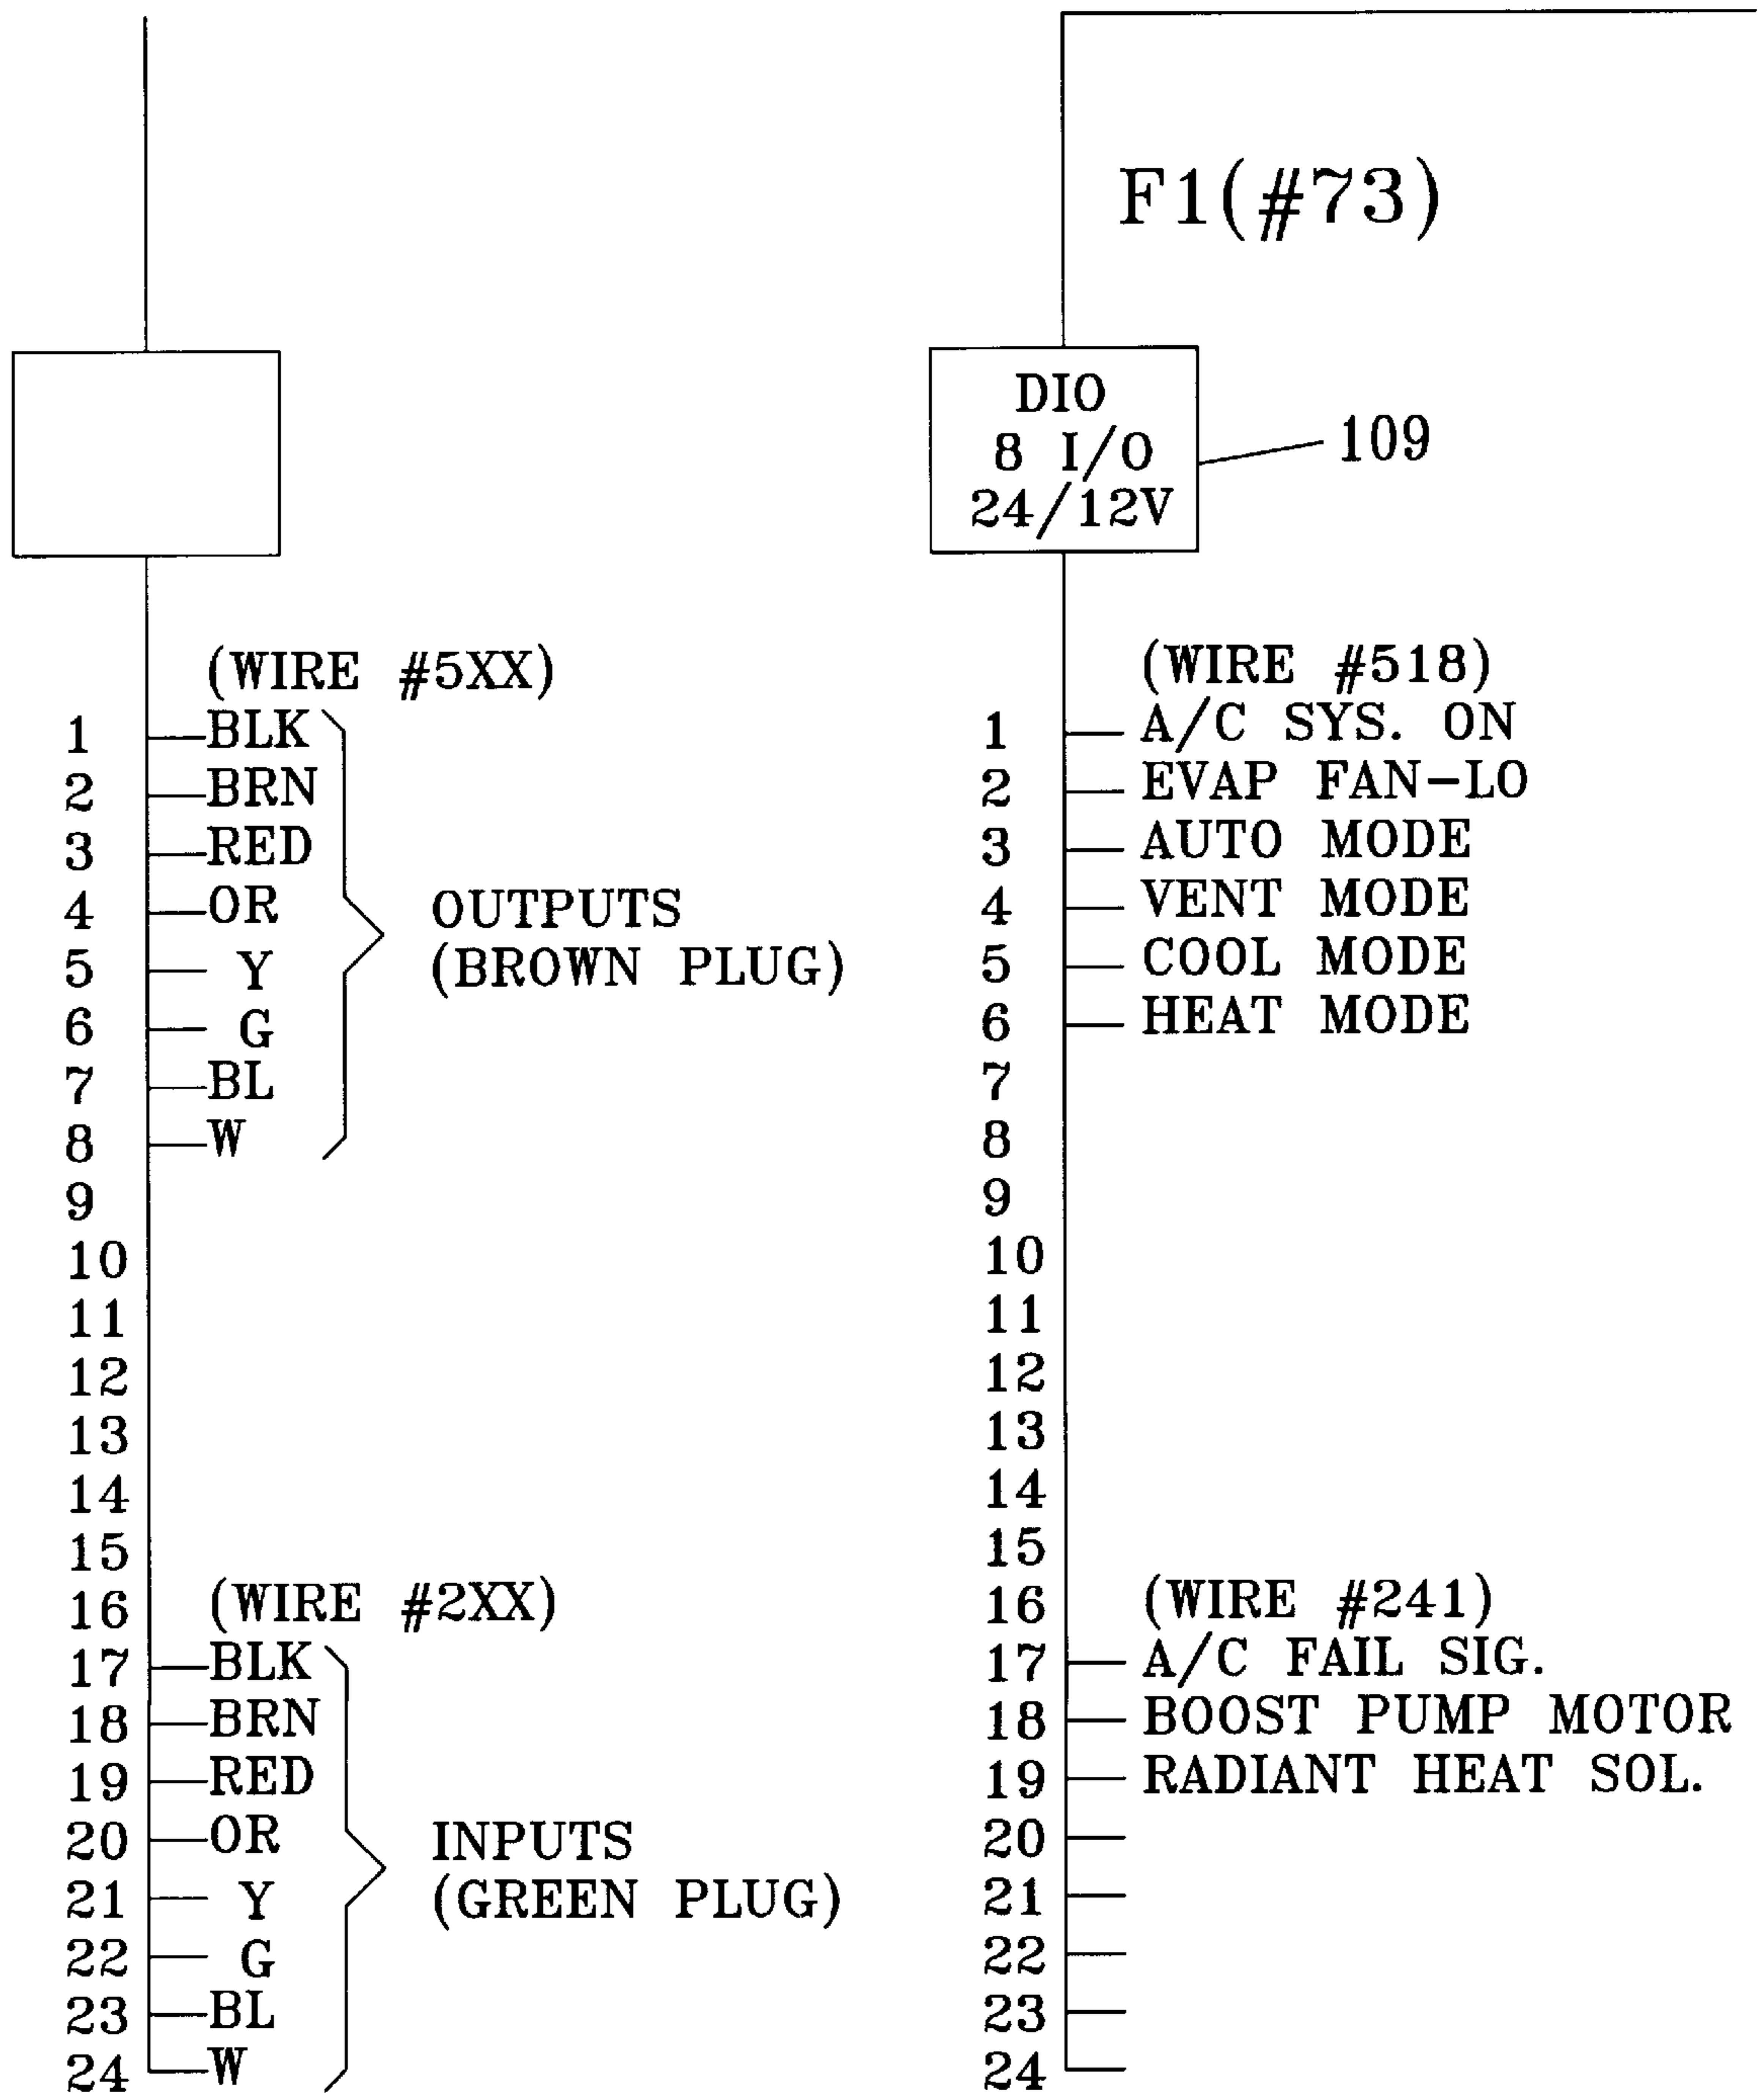 (WIRE #5XX)
1 BLK
2 BRN
3 RED
4 OR
5 Y
6 G
7 BL
8 W
9
10
11
12
13
14
15
16 (WIRE #2XX)
17 BLK
18 BRN
19 RED
20 OR
21 Y
22 G
23 BL
24 W
OUTPUTS
(BROWN PLUG)
INPUTS
(GREEN PLUG)
F1(#73)
DIO
8 I/O
24/12V
109
(WIRE #518)
1 A/C SYS. ON
2 EVAP FAN-LO
3 AUTO MODE
4 VENT MODE
5 COOL MODE
6 HEAT MODE
7
8
9
10
11
12
13
14
15
16 (WIRE #241)
17 A/C FAIL SIG.
18 BOOST PUMP MOTOR
19 RADIANT HEAT SOL.
20
21
22
23
24